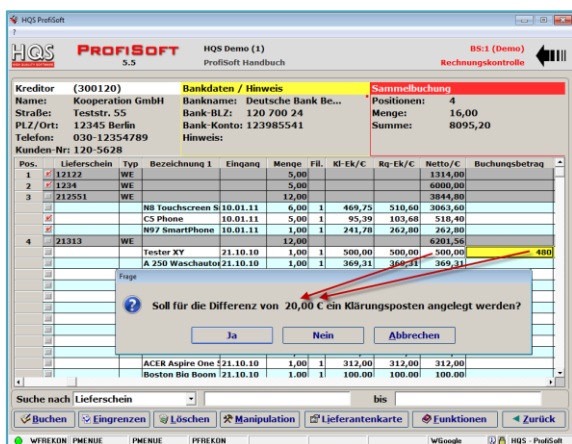 HQS ProfiSoft
?
HQS
HIGH QUALITY SOFTWARE
PROFISOFT
5.5
HQS Demo (1)
ProfiSoft Handbuch
BS:1 (Demo)
Rechnungskontrolle
Kreditor (300120)
Name: Kooperation GmbH
Straße: Teststr. 55
PLZ/Ort: 12345 Berlin
Telefon: 030-12354789
Kunden-Nr: 120-5628
Bankdaten / Hinweis
Bankname: Deutsche Bank Be...
Bank-BLZ: 120 700 24
Bank-Konto: 123985541
Hinweis:
Sammelbuchung
Positionen: 4
Menge: 16,00
Summe: 8095,20
Pos. Lieferschein Typ Bezeichnung 1 Eingang Menge Fil. Kl-Ek/€ Rg-Ek/€ Netto/€ Buchungsbetrag
1 12122 WE 5,00 1314,00
2 1234 WE 5,00 6000,00
3 212551 WE 12,00 3844,80
N8 Touchscreen S 10.01.11 6,00 1 469,75 510,60 3063,60
C5 Phone 10.01.11 5,00 1 95,39 103,68 518,40
N97 SmartPhone 10.01.11 1,00 1 241,78 262,80 262,80
4 21313 WE 12,00 6201,56
Tester XY 21.10.10 1,00 1 500,00 500,00 500,00 480
A 250 Waschautor 21.10.10 1,00 1 369,31 369,31 369,31
Frage
Soll für die Differenz von 20,00 € ein Klärungsposten angelegt werden?
Ja Nein Abbrechen
ACER Aspire One 21.10.10 1,00 1 312,00 312,00 312,00
Boston Big Boom 21.10.10 1,00 1 100,00 100,00 100,00
Suche nach Lieferschein bis
Buchen Eingrenzen Löschen Manipulation Lieferantenkarte Funktionen Zurück
WFREKON PMENUE PMENUE PFREKON WGoogle HQS - ProfiSoft